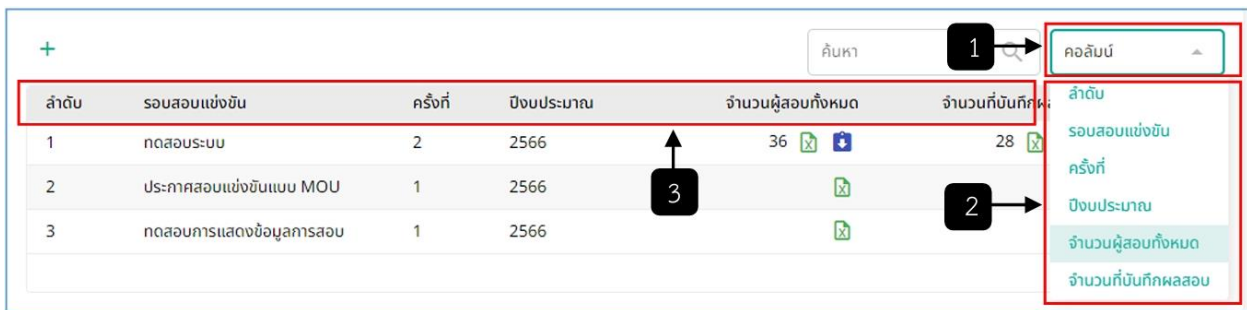 + ค้นหา 1 คอลัมน์
ลำดับ รอบสอบแข่งขัน ครั้งที่ ปีงบประมาณ จำนวนผู้สอบทั้งหมด จำนวนที่บันทึกผ
1 ทดสอบระบบ 2 2566 36 28
2 ประกาศสอบแข่งขันแบบ MOU 1 2566
3 ทดสอบการแสดงข้อมูลการสอบ 1 2566
3
2
ลำดับ
รอบสอบแข่งขัน
ครั้งที่
ปีงบประมาณ
จำนวนผู้สอบทั้งหมด
จำนวนที่บันทึกผลสอบ